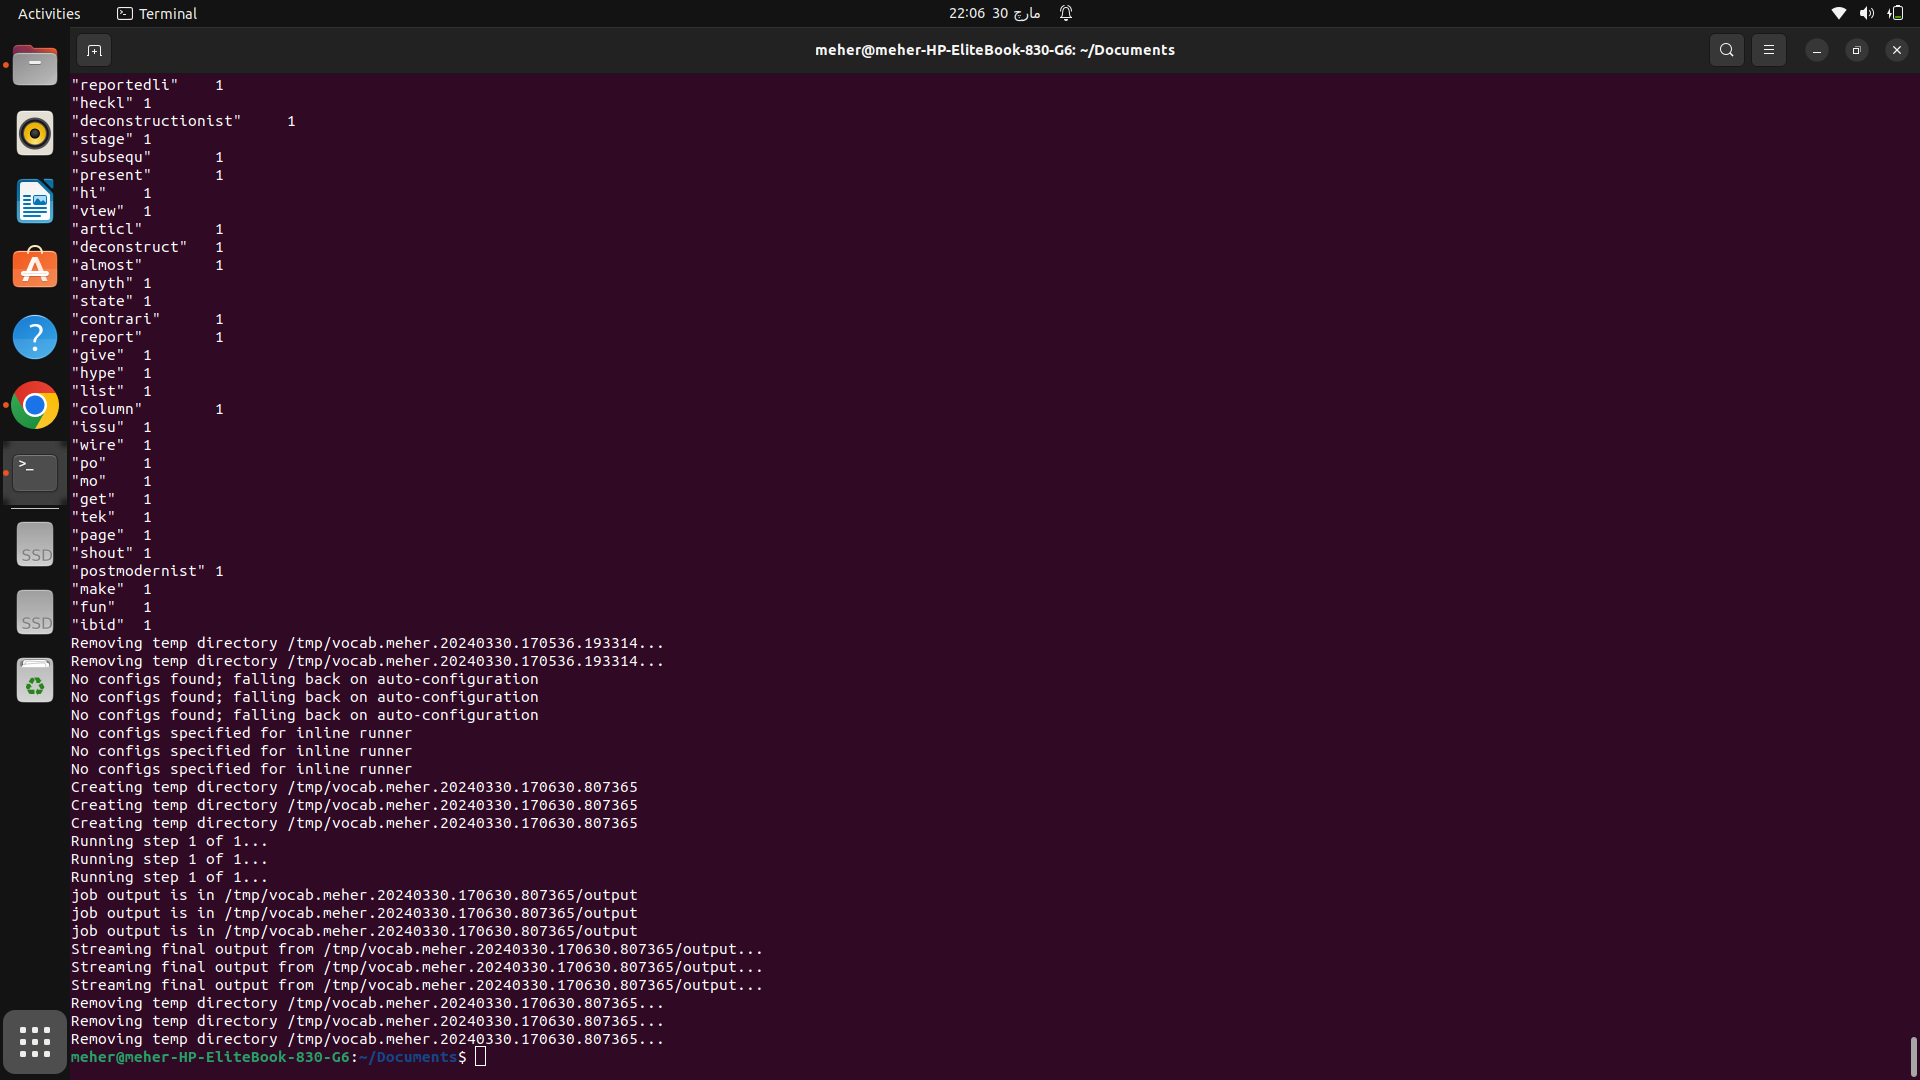 Activities
Terminal
22:06 30 مارچ
meher@meher-HP-EliteBook-830-G6: ~/Documents
"reportedli"	1
"heckl"	1
"deconstructionist"	1
"stage"	1
"subsequ"	1
"present"	1
"hi"	1
"view"	1
"articl"	1
"deconstruct"	1
"almost"	1
"anyth"	1
"state"	1
"contrari"	1
"report"	1
"give"	1
"hype"	1
"list"	1
"column"	1
"issu"	1
"wire"	1
"po"	1
"mo"	1
"get"	1
"tek"	1
"page"	1
"shout"	1
"postmodernist"	1
"make"	1
"fun"	1
"ibid"	1
Removing temp directory /tmp/vocab.meher.20240330.170536.193314...
Removing temp directory /tmp/vocab.meher.20240330.170536.193314...
No configs found; falling back on auto-configuration
No configs found; falling back on auto-configuration
No configs found; falling back on auto-configuration
No configs specified for inline runner
No configs specified for inline runner
No configs specified for inline runner
Creating temp directory /tmp/vocab.meher.20240330.170630.807365
Creating temp directory /tmp/vocab.meher.20240330.170630.807365
Creating temp directory /tmp/vocab.meher.20240330.170630.807365
Running step 1 of 1...
Running step 1 of 1...
Running step 1 of 1...
job output is in /tmp/vocab.meher.20240330.170630.807365/output
job output is in /tmp/vocab.meher.20240330.170630.807365/output
job output is in /tmp/vocab.meher.20240330.170630.807365/output
Streaming final output from /tmp/vocab.meher.20240330.170630.807365/output...
Streaming final output from /tmp/vocab.meher.20240330.170630.807365/output...
Streaming final output from /tmp/vocab.meher.20240330.170630.807365/output...
Removing temp directory /tmp/vocab.meher.20240330.170630.807365...
Removing temp directory /tmp/vocab.meher.20240330.170630.807365...
Removing temp directory /tmp/vocab.meher.20240330.170630.807365...
meher@meher-HP-EliteBook-830-G6:~/Documents$
SSD
SSD